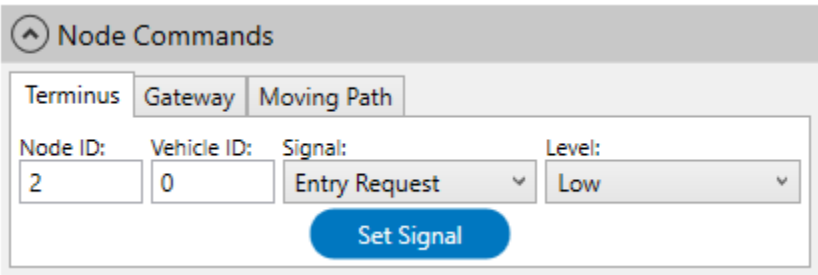 Node Commands
Terminus Gateway Moving Path
Node ID: Vehicle ID: Signal: Level:
2 0 Entry Request Low
Set Signal